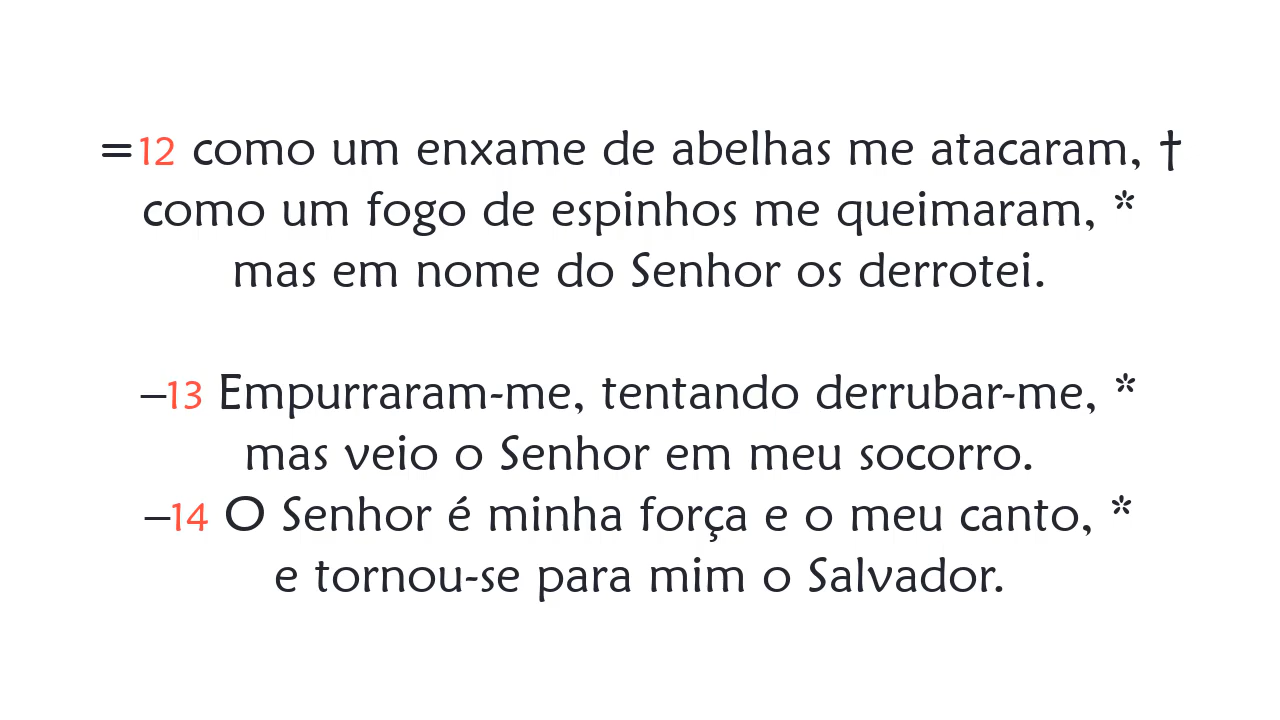 =12 como um enxame de abelhas me atacaram, †
como um fogo de espinhos me queimaram, *
mas em nome do Senhor os derrotei.
–13 Empurraram-me, tentando derrubar-me, *
mas veio o Senhor em meu socorro.
–14 O Senhor é minha força e o meu canto, *
e tornou-se para mim o Salvador.